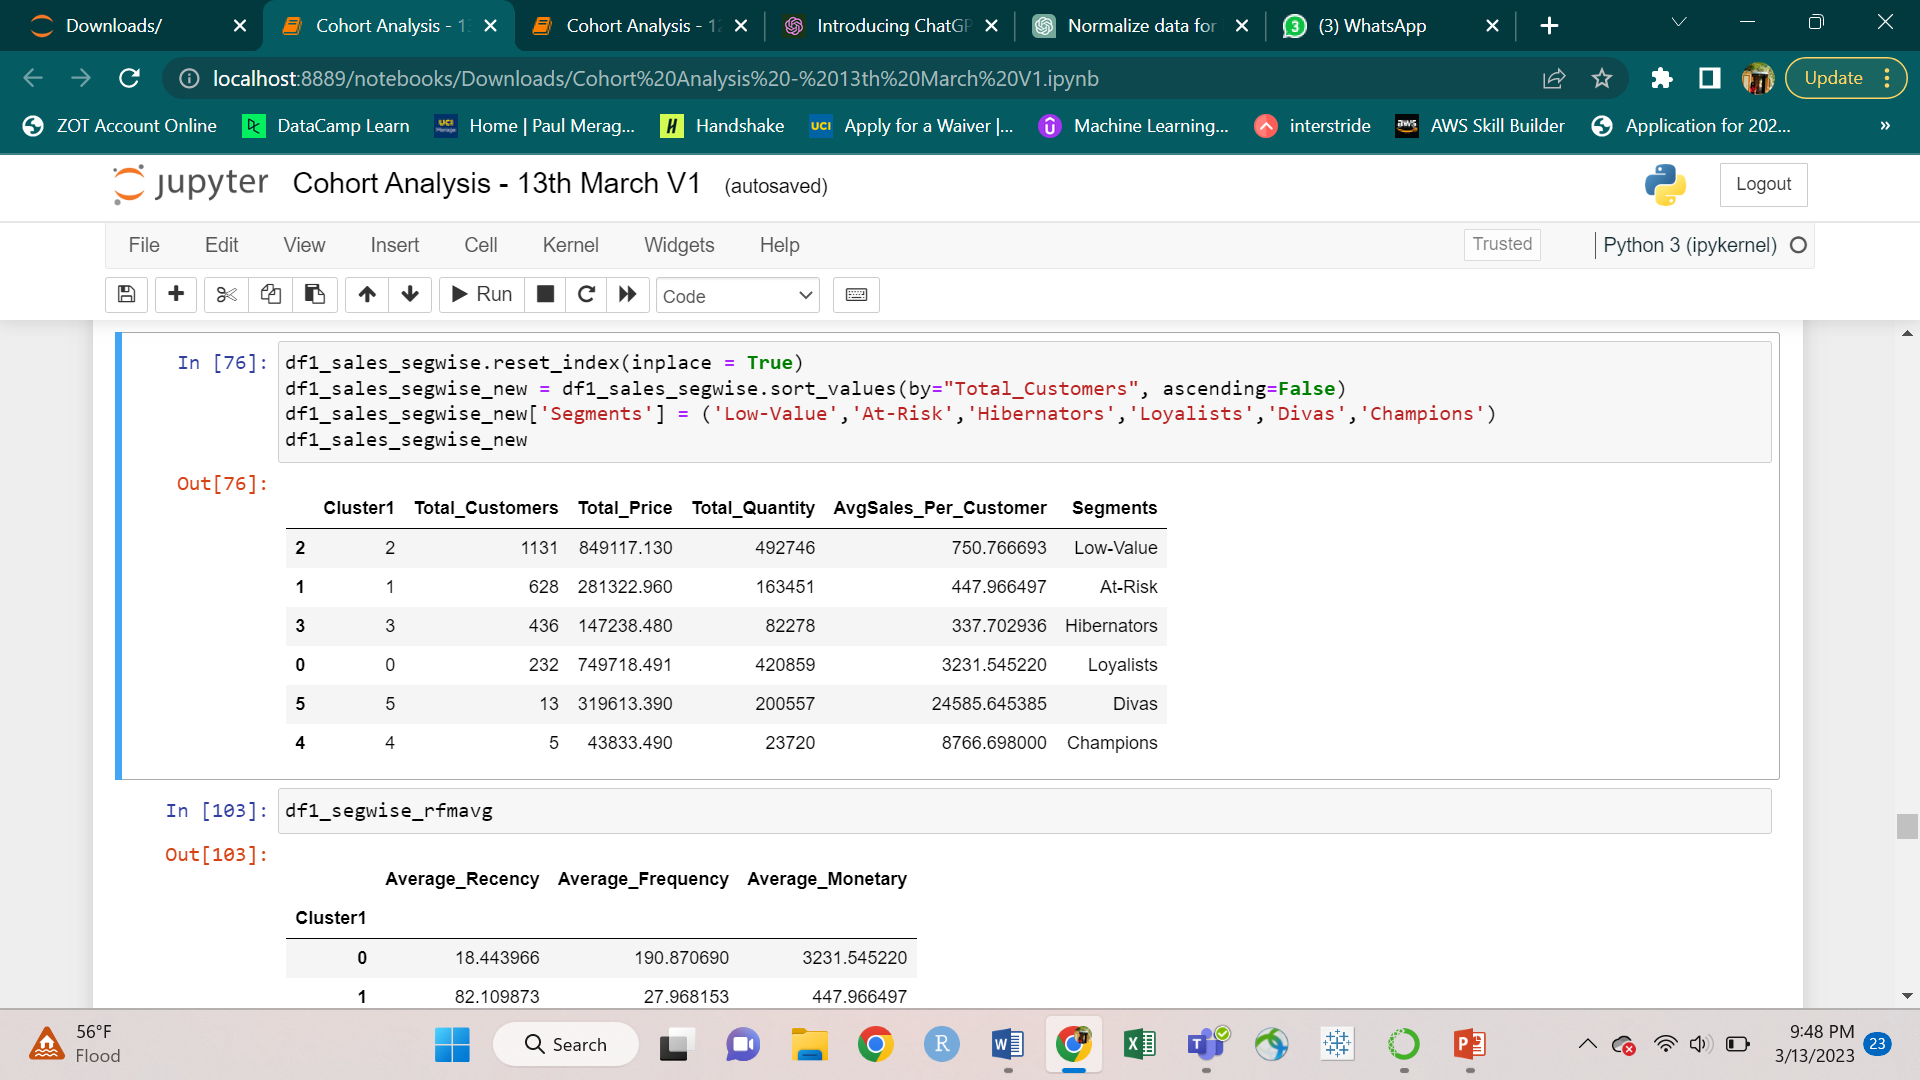 Downloads/
Cohort Analysis - 1
Cohort Analysis - 12
Introducing ChatGP
Normalize data for
3
(3) WhatsApp
localhost:8889/notebooks/Downloads/Cohort%20Analysis%20-%2013th%20March%20V1.ipynb
Update
ZOT Account Online
DataCamp Learn
UCI
Home | Paul Merag...
H
Handshake
UCI
Apply for a Waiver |...
Machine Learning...
interstride
aws
AWS Skill Builder
Application for 202...
»
jupyter
Cohort Analysis - 13th March V1
(autosaved)
Logout
File
Edit
View
Insert
Cell
Kernel
Widgets
Help
Trusted
Python 3 (ipykernel)
Run
Code
In [76]:
df1_sales_segwise.reset_index(inplace = True)
df1_sales_segwise_new = df1_sales_segwise.sort_values(by="Total_Customers", ascending=False)
df1_sales_segwise_new['Segments'] = ('Low-Value','At-Risk','Hibernators','Loyalists','Divas','Champions')
df1_sales_segwise_new
Out[76]:
Cluster1 Total_Customers Total_Price Total_Quantity AvgSales_Per_Customer Segments
2 2 1131 849117.130 492746 750.766693 Low-Value
1 1 628 281322.960 163451 447.966497 At-Risk
3 3 436 147238.480 82278 337.702936 Hibernators
0 0 232 749718.491 420859 3231.545220 Loyalists
5 5 13 319613.390 200557 24585.645385 Divas
4 4 5 43833.490 23720 8766.698000 Champions
In [103]:
df1_segwise_rfmavg
Out[103]:
Average_Recency Average_Frequency Average_Monetary
Cluster1
0 18.443966 190.870690 3231.545220
1 82.109873 27.968153 447.966497
56°F
Flood
Search
R
W
X
T
P
9:48 PM
3/13/2023
23